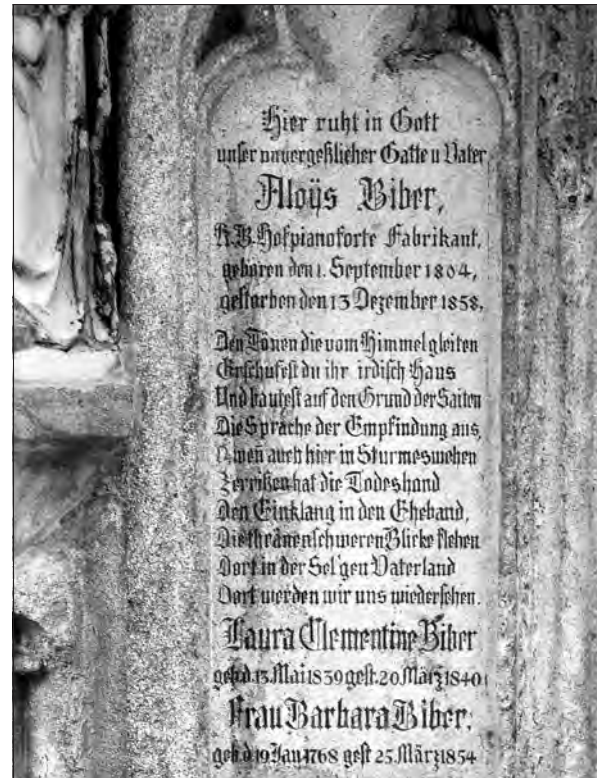 Hier ruht in Gott
unser unvergeßlicher Gatte u Vater
Aloÿs Biber,
K.B. Hofpianoforte Fabrikant,
geboren den 1. September 1804,
gestorben den 13 Dezember 1858,
Den Tönen die vom Himmel gleiten
Erschufest du ihr irdisch Haus
Und bautest auf den Grund der Saiten
Die Sprache der Empfindung aus,
O wen auch hier in Sturmeswehen
Zerrißen hat die Todeshand
Den Einklang in den Eheband,
Die thränenschweren Blicke flehen
Dort in der Sel'gen Vaterland
Dort werden wir uns wiedersehen.
Laura Clementine Biber
geb.d.13.Mai 1839 gest. 20 März 1840
Frau Barbara Biber,
geb.d.19 Jan 1768 gest 25 März 1854